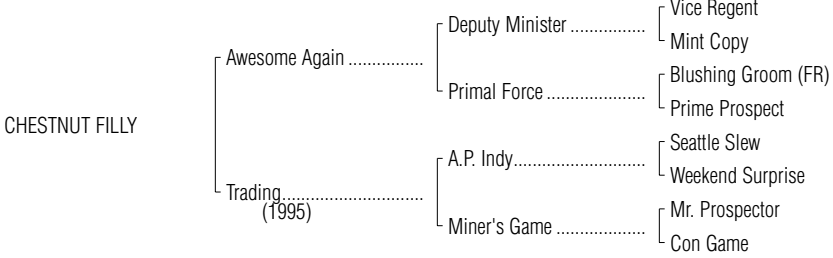 Vice Regent
Deputy Minister ................
Mint Copy
Awesome Again ................
Blushing Groom (FR)
Primal Force .....................
Prime Prospect
CHESTNUT FILLY
Seattle Slew
A.P. Indy............................
Weekend Surprise
Trading..............................
(1995)
Mr. Prospector
Miner's Game ...................
Con Game